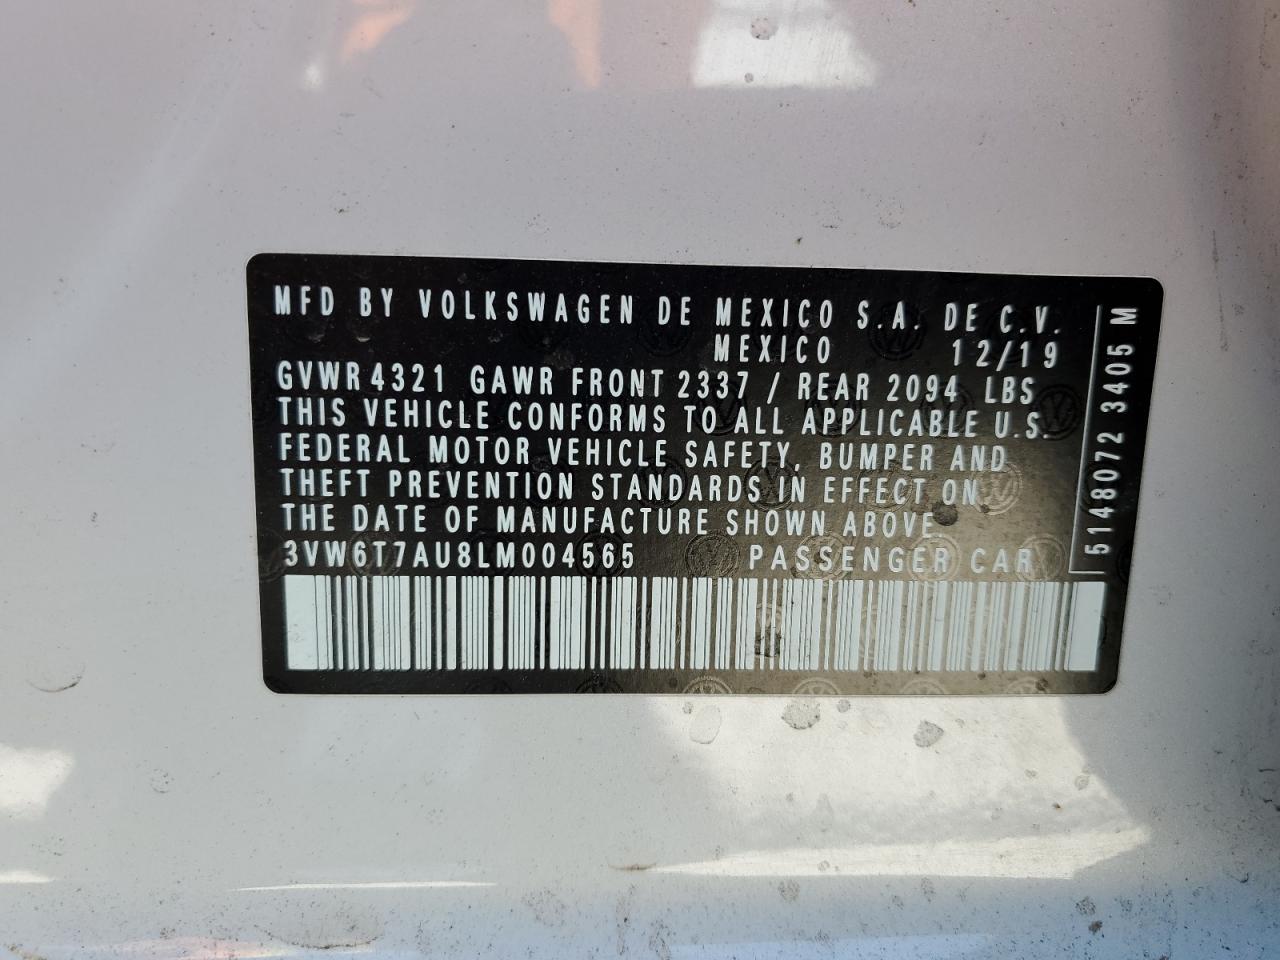 MFD BY VOLKSWAGEN DE MEXICO S.A. DE C.V.
MEXICO 12/19
GVWR 4321 GAWR FRONT 2337 / REAR 2094 LBS
THIS VEHICLE CONFORMS TO ALL APPLICABLE U.S.
FEDERAL MOTOR VEHICLE SAFETY, BUMPER AND
THEFT PREVENTION STANDARDS IN EFFECT ON
THE DATE OF MANUFACTURE SHOWN ABOVE
3VW6T7AU8LM004565 PASSENGER CAR
5148072 3405 M